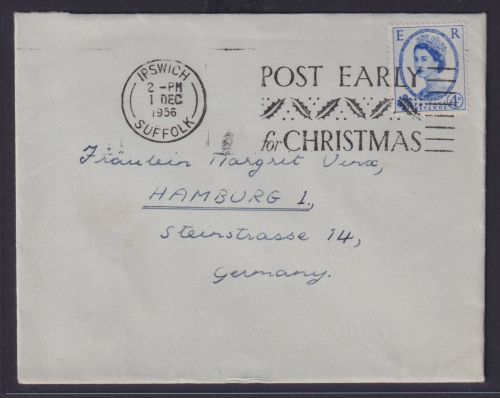 IPSWICH
2 - PM
1 DEC
1956
SUFFOLK
POST EARLY
for CHRISTMAS
E R
4D
Fräulein Margret Vinx,
HAMBURG 1.,
Steinstrasse 14,
Germany.